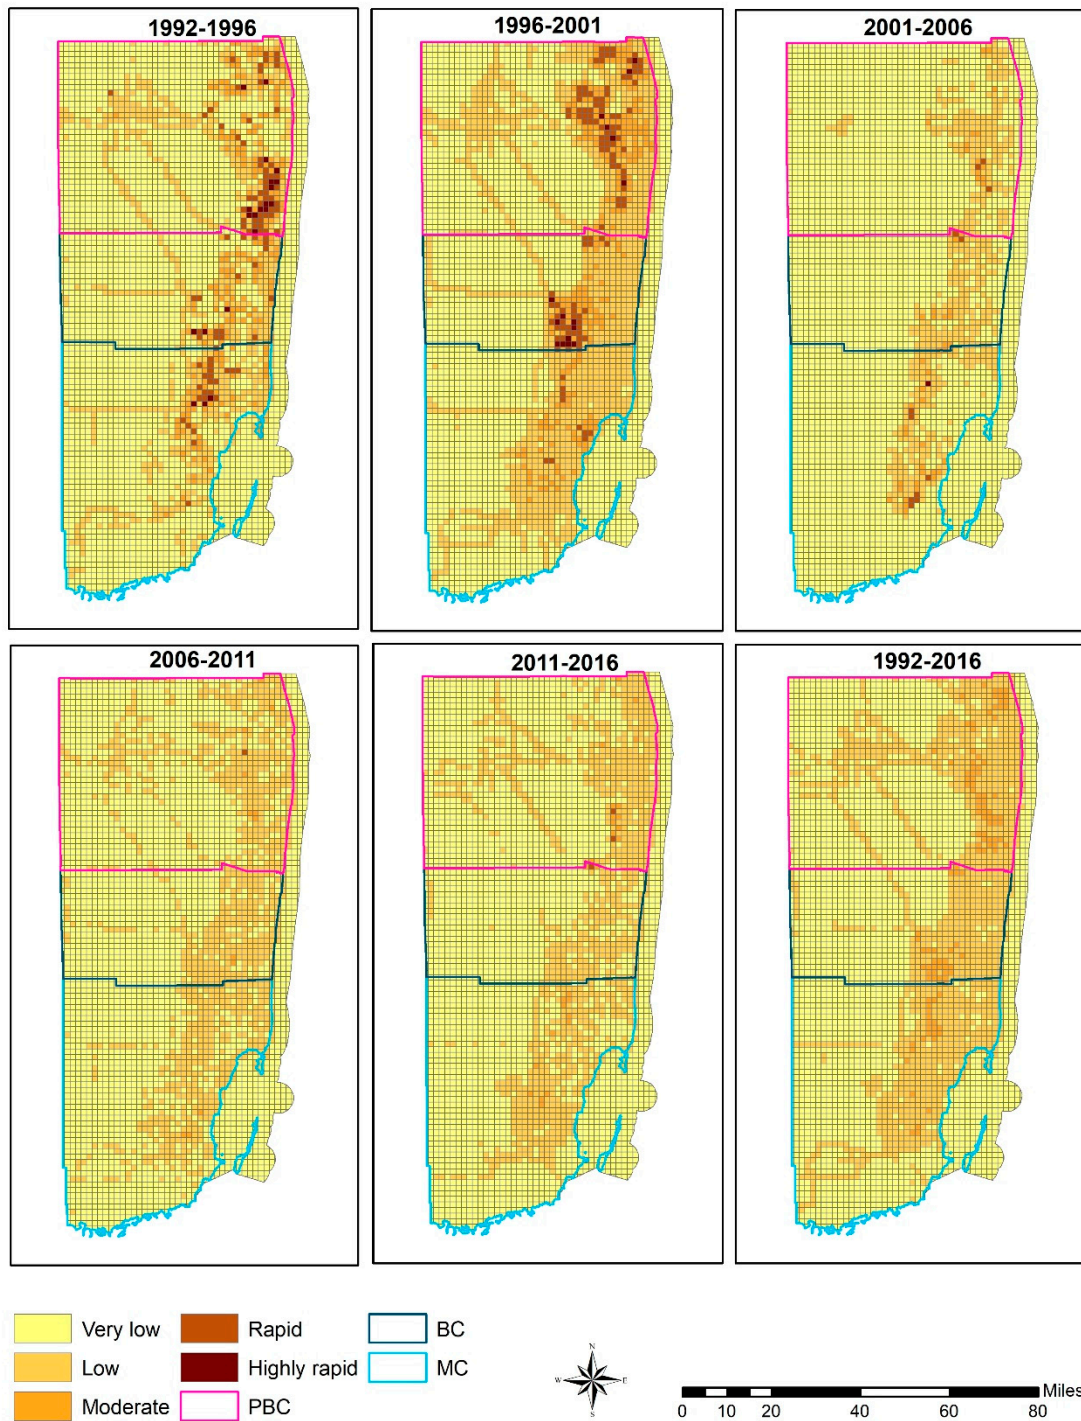 1992-1996
1996-2001
2001-2006
2006-2011
2011-2016
1992-2016
Very low
Rapid
BC
Low
Highly rapid
MC
Moderate
PBC
N
W
E
S
Miles
0 10 20 40 60 80